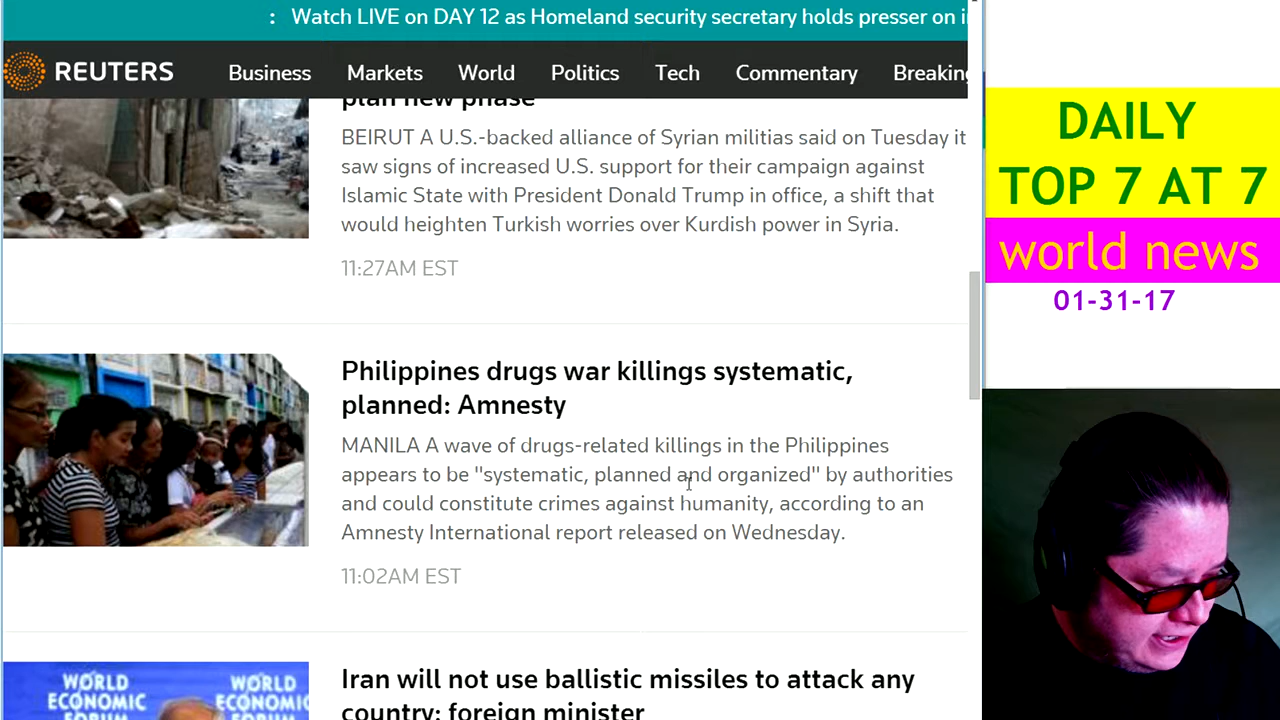 : Watch LIVE on DAY 12 as Homeland security secretary holds presser on
REUTERS Business Markets World Politics Tech Commentary Breaking
plan new phase
BEIRUT A U.S.-backed alliance of Syrian militias said on Tuesday it
saw signs of increased U.S. support for their campaign against
Islamic State with President Donald Trump in office, a shift that
would heighten Turkish worries over Kurdish power in Syria.
11:27AM EST
Philippines drugs war killings systematic,
planned: Amnesty
MANILA A wave of drugs-related killings in the Philippines
appears to be "systematic, planned and organized" by authorities
and could constitute crimes against humanity, according to an
Amnesty International report released on Wednesday.
11:02AM EST
WORLD ECONOMIC FORUM
WORLD ECONOMIC FORUM
Iran will not use ballistic missiles to attack any
country: foreign minister
DAILY
TOP 7 AT 7
world news
01-31-17